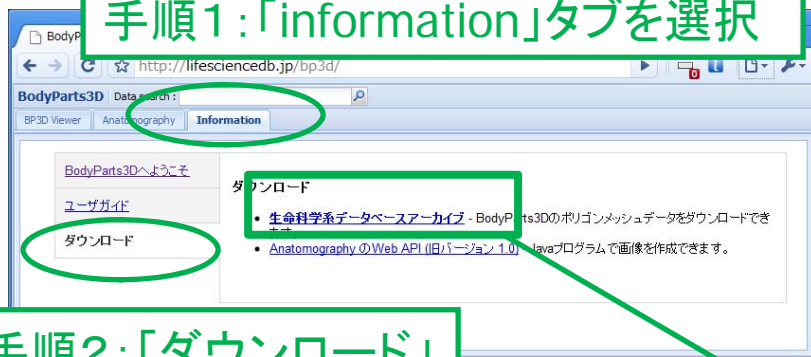 手順1:「information」タブを選択
BodyP
http://lifesciencedb.jp/bp3d/
BodyParts3D Data search :
BP3D Viewer Anatomography Information
BodyParts3Dへようこそ
ユーザガイド
ダウンロード
ダウンロード
生命科学系データベースアーカイブ - BodyParts3Dのポリゴンメッシュデータをダウンロードでき
ます
Anatomography のWeb API (旧バージョン 1.0) - Javaプログラムで画像を作成できます。
手順2:「ダウンロード」